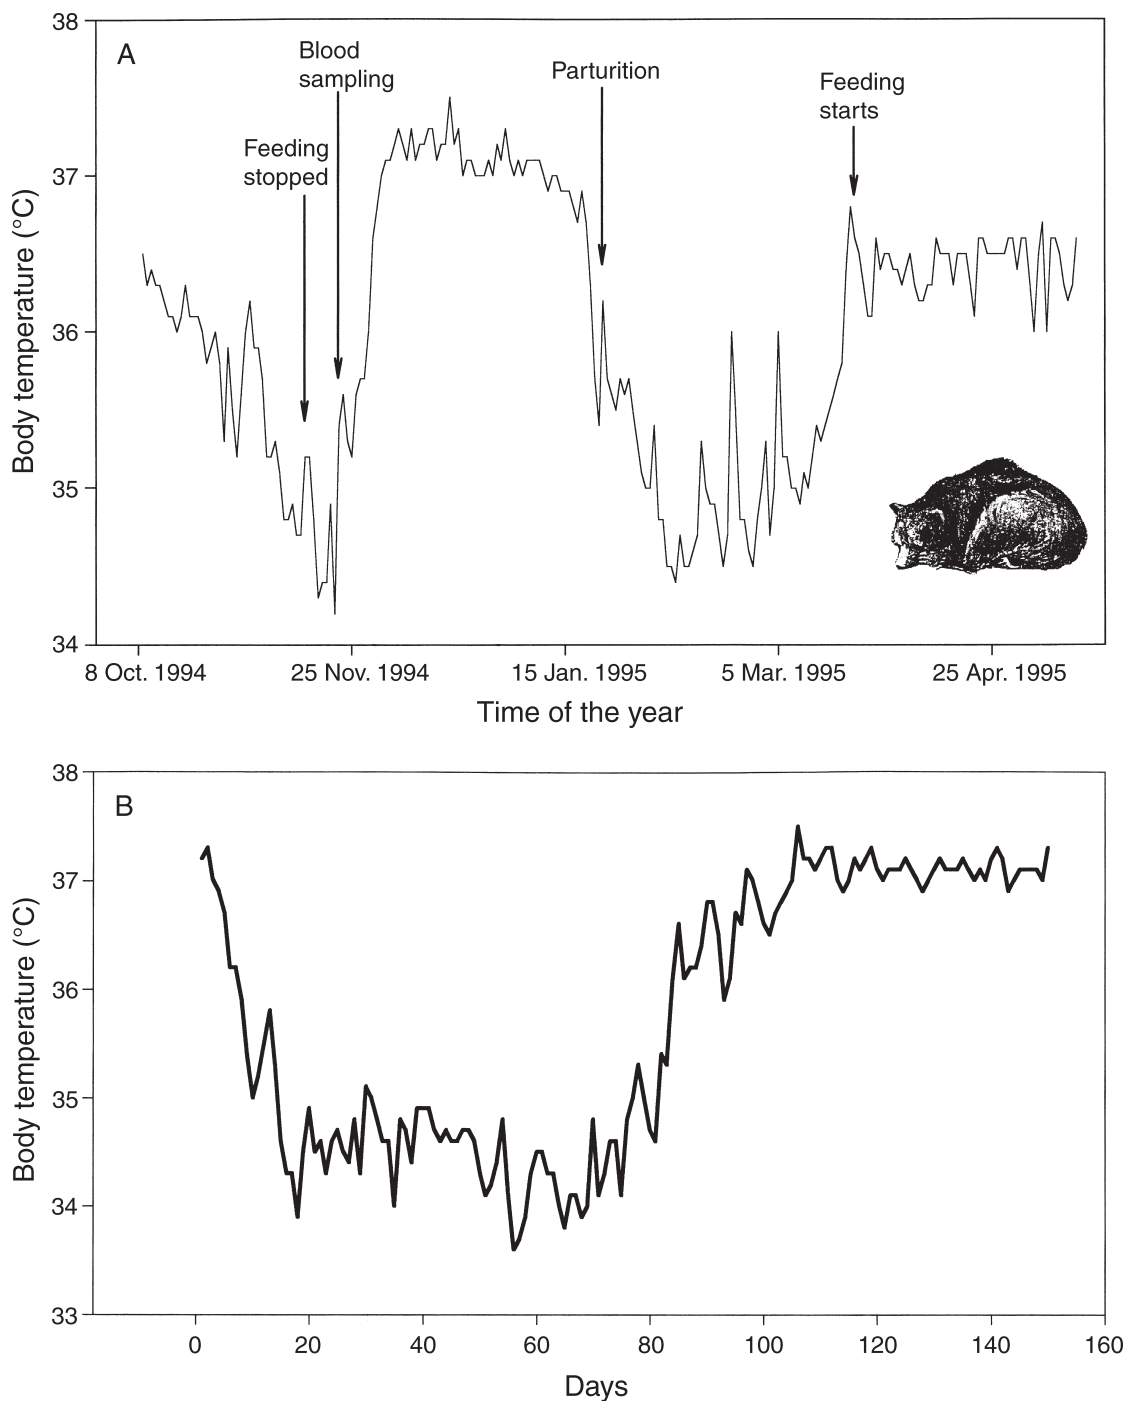 38
A
Blood
sampling
Parturition
Feeding
starts
Feeding
stopped
37
36
35
34
Body temperature (°C)
8 Oct. 1994 25 Nov. 1994 15 Jan. 1995 5 Mar. 1995 25 Apr. 1995
Time of the year
38
B
37
36
35
34
33
Body temperature (°C)
0 20 40 60 80 100 120 140 160
Days